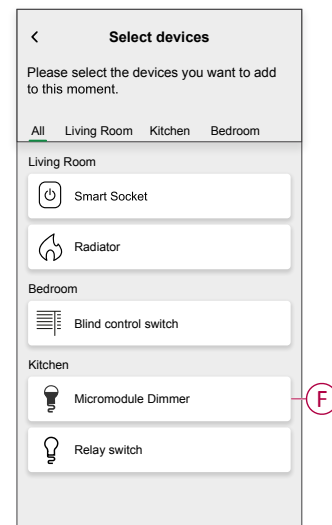 Select devices
Please select the devices you want to add
to this moment.
All Living Room Kitchen Bedroom
Living Room
Smart Socket
Radiator
Bedroom
Blind control switch
Kitchen
Micromodule Dimmer
F
Relay switch